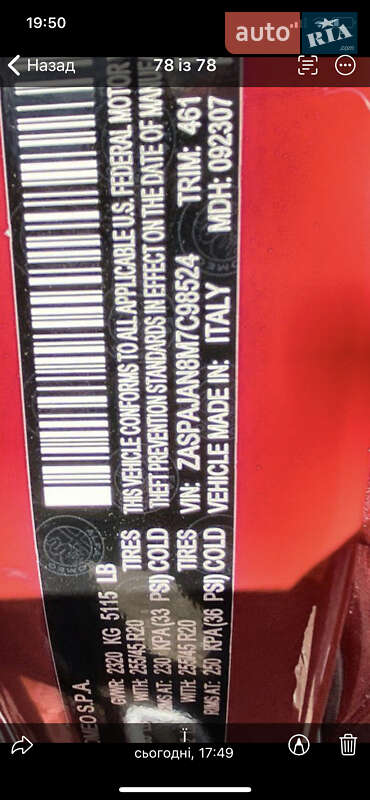 19:50
auto
RIA
.com
Назад
78 із 78
MEO S.P.A.
GVWR: 2320 KG 5115 LB
WITH: 255/45 R20 TIRES
RIMS AT: 230 KPA (33 PSI) COLD
WITH: 255/45 R20 TIRES
RIMS AT: 250 KPA (36 PSI) COLD
THIS VEHICLE CONFORMS TO ALL APPLICABLE U.S. FEDERAL MOTOR
THEFT PREVENTION STANDARDS IN EFFECT ON THE DATE OF MANUF
VIN: ZASPAJAN8M7C98524 TRIM: 461
VEHICLE MADE IN: ITALY MDH: 092307
ї
сьогодні, 17:49